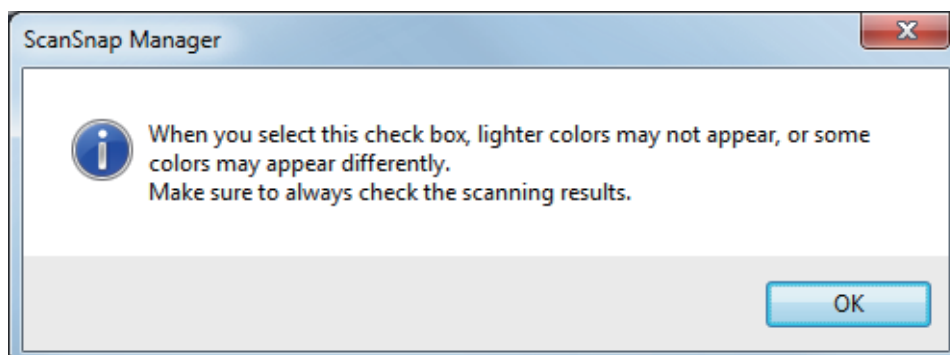 ScanSnap Manager
When you select this check box, lighter colors may not appear, or some
colors may appear differently.
Make sure to always check the scanning results.
OK